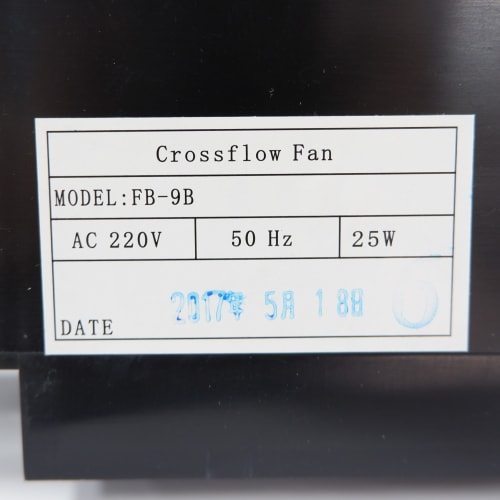 Crossflow Fan
MODEL:FB-9B
AC 220V 50 Hz 25W
2017年 5月 18日
DATE